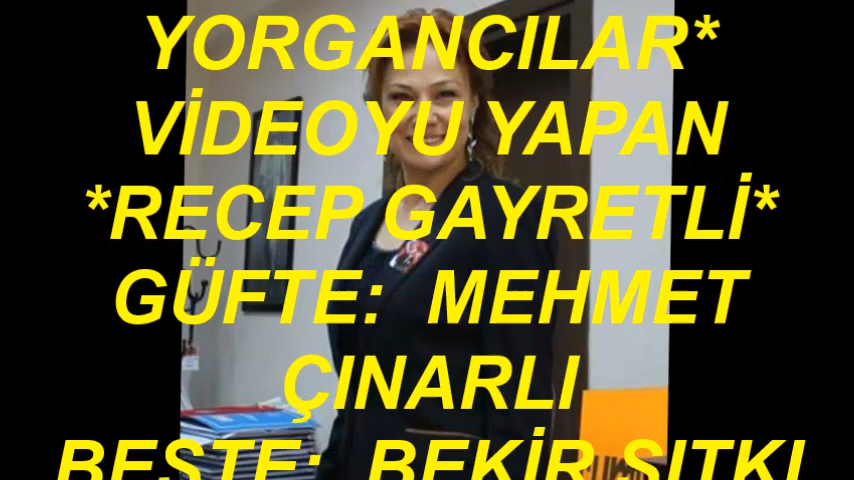 YORGANCILAR*
VİDEOYU YAPAN
*RECEP GAYRETLİ*
GÜFTE: MEHMET
ÇINARLI
BESTE: BEKİR SITKI